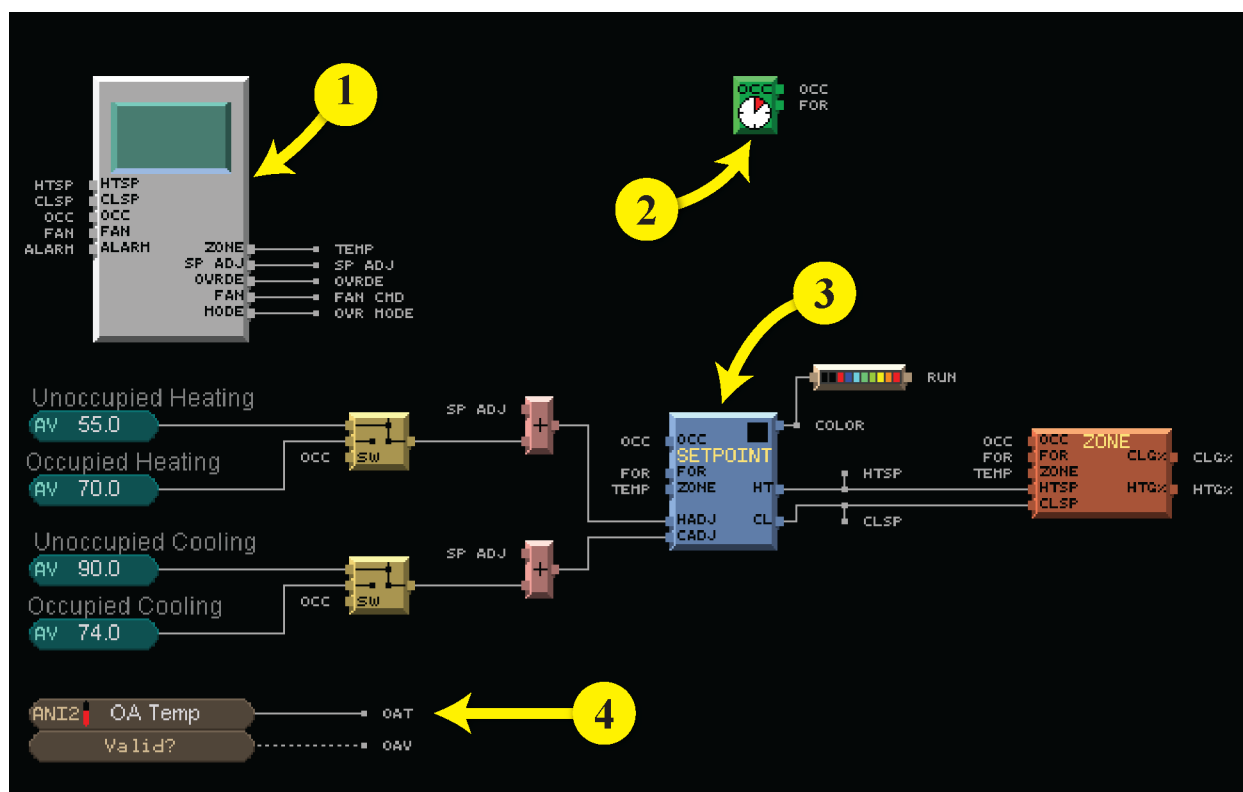 1
HTSP HTSP
CLSP CLSP
OCC OCC
FAN FAN
ALARM ALARM
ZONE TEMP
SP ADJ SP ADJ
OVRDE OVRDE
FAN FAN CMD
MODE OVR MODE
OCC OCC
FOR
2
3
Unoccupied Heating
AV 55.0
Occupied Heating
AV 70.0
OCC SW
SP ADJ +
Unoccupied Cooling
AV 90.0
Occupied Cooling
AV 74.0
OCC SW
SP ADJ +
RUN
COLOR
OCC OCC
SETPOINT
FOR FOR
TEMP ZONE HT
HADJ CL
CADJ
HTSP
CLSP
OCC OCC ZONE
FOR FOR CLG% CLG%
TEMP ZONE
HTSP HTG% HTG%
CLSP
ANI2 OA Temp OAT
Valid? OAV
4